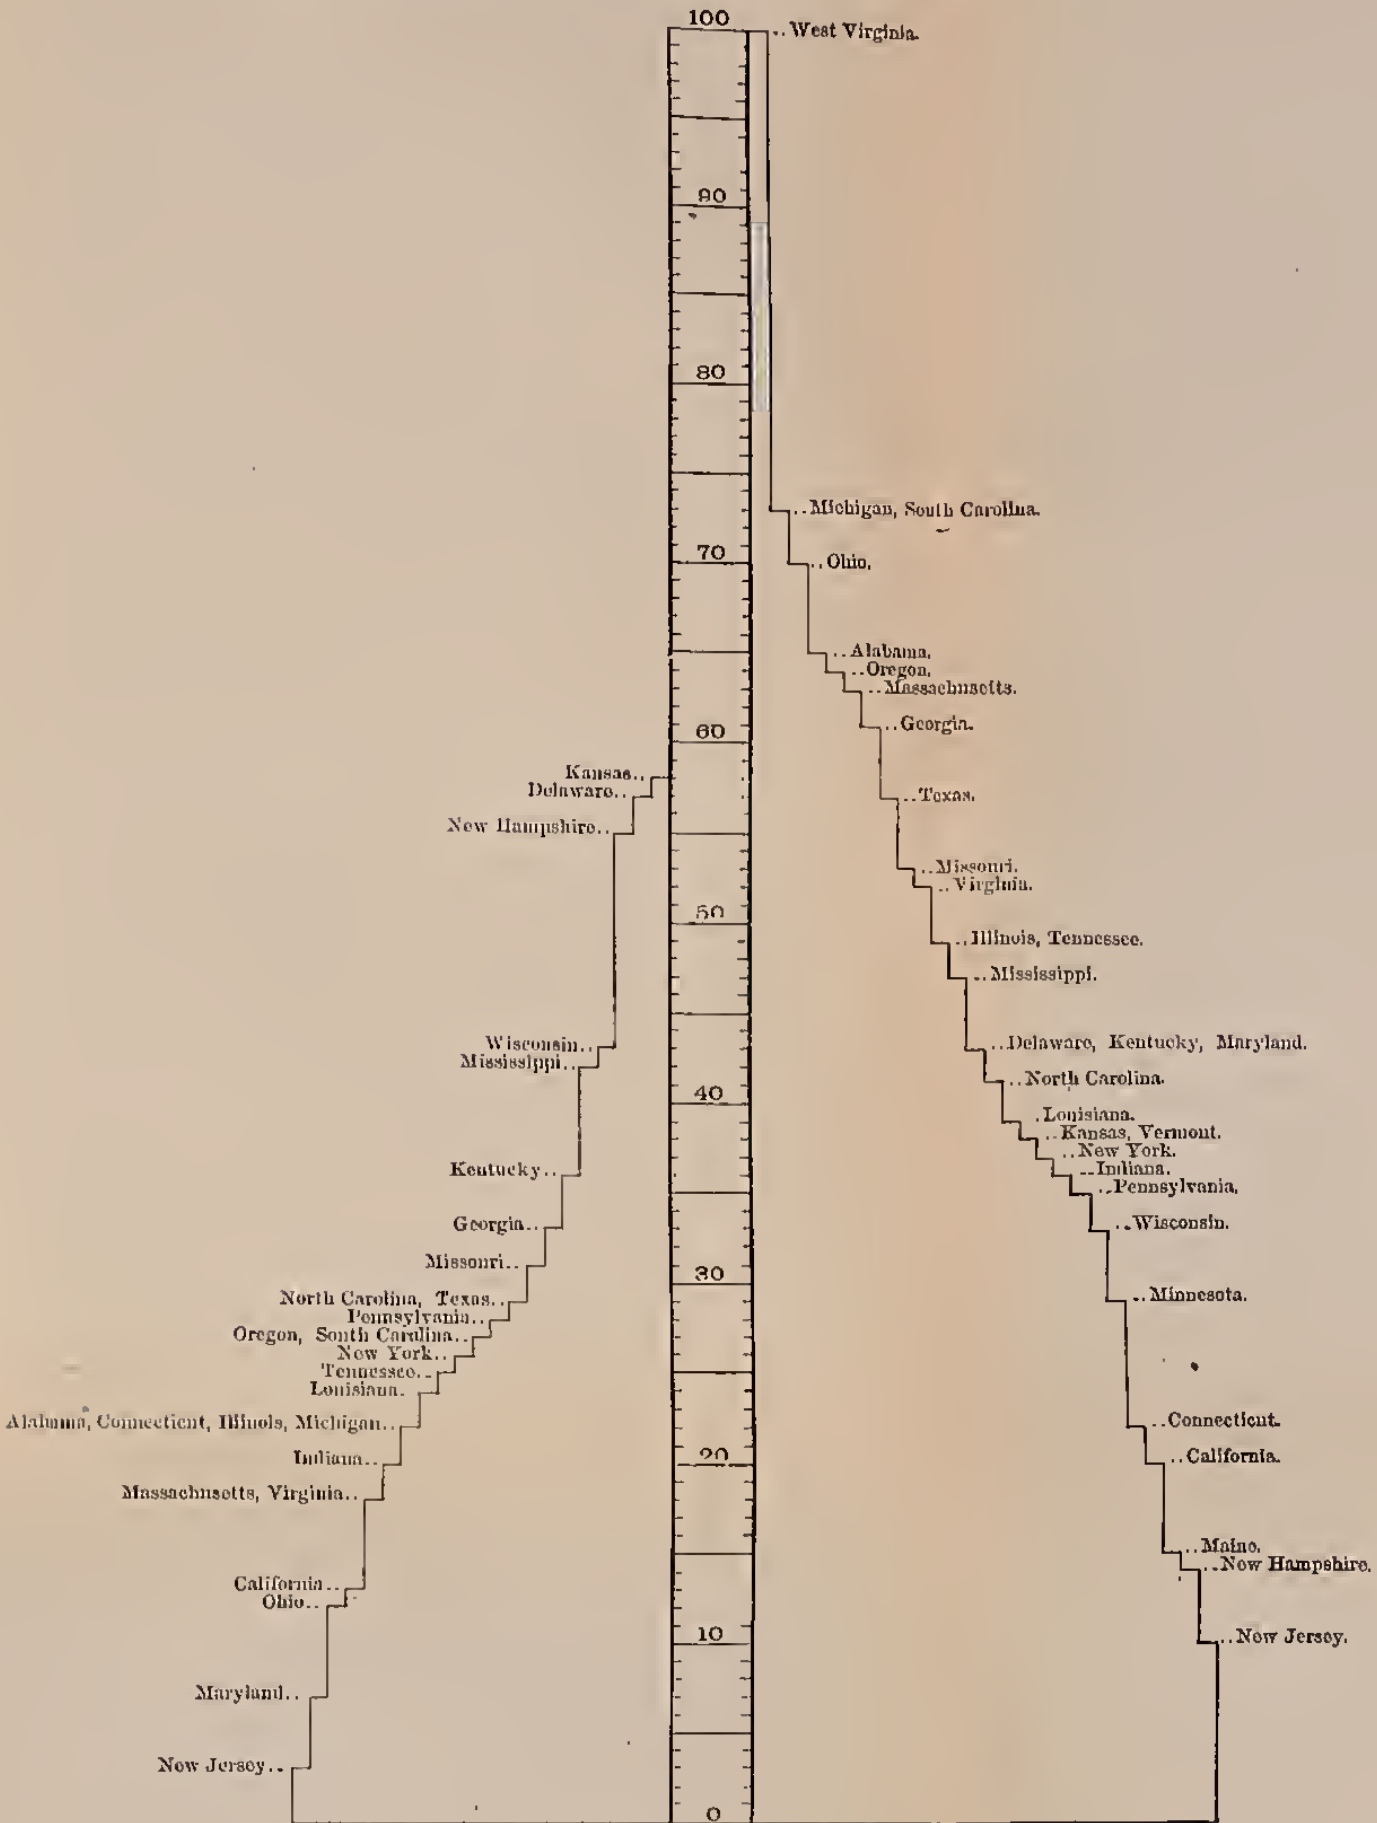 100
West Virginia.
90
80
Michigan, South Carolina.
70
Ohio.
Alabama.
Oregon.
Massachusetts.
Georgia.
60
Kansas..
Delaware..
Texas.
New Hampshire..
Missouri.
Virginia.
50
Illinois, Tennessee.
Mississippi.
Wisconsin..
Delaware, Kentucky, Maryland.
Mississippi..
North Carolina.
40
Louisiana.
Kansas, Vermont.
New York.
Indiana.
Kentucky..
Pennsylvania.
Georgia..
Wisconsin.
Missouri..
30
North Carolina, Texas..
Minnesota.
Pennsylvania..
Oregon, South Carolina..
New York..
Tennessee..
Louisiana.
Alabama, Connecticut, Illinois, Michigan..
Connecticut.
Indiana..
20
California.
Massachusetts, Virginia..
Maine.
New Hampshire.
California..
Ohio..
10
New Jersey.
Maryland..
New Jersey..
0